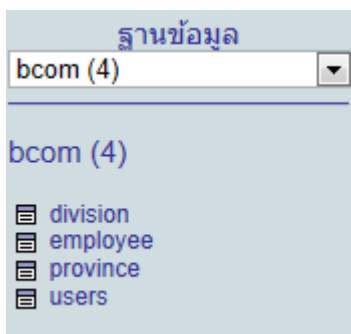 ฐานข้อมูล
bcom (4)
bcom (4)
division
employee
province
users